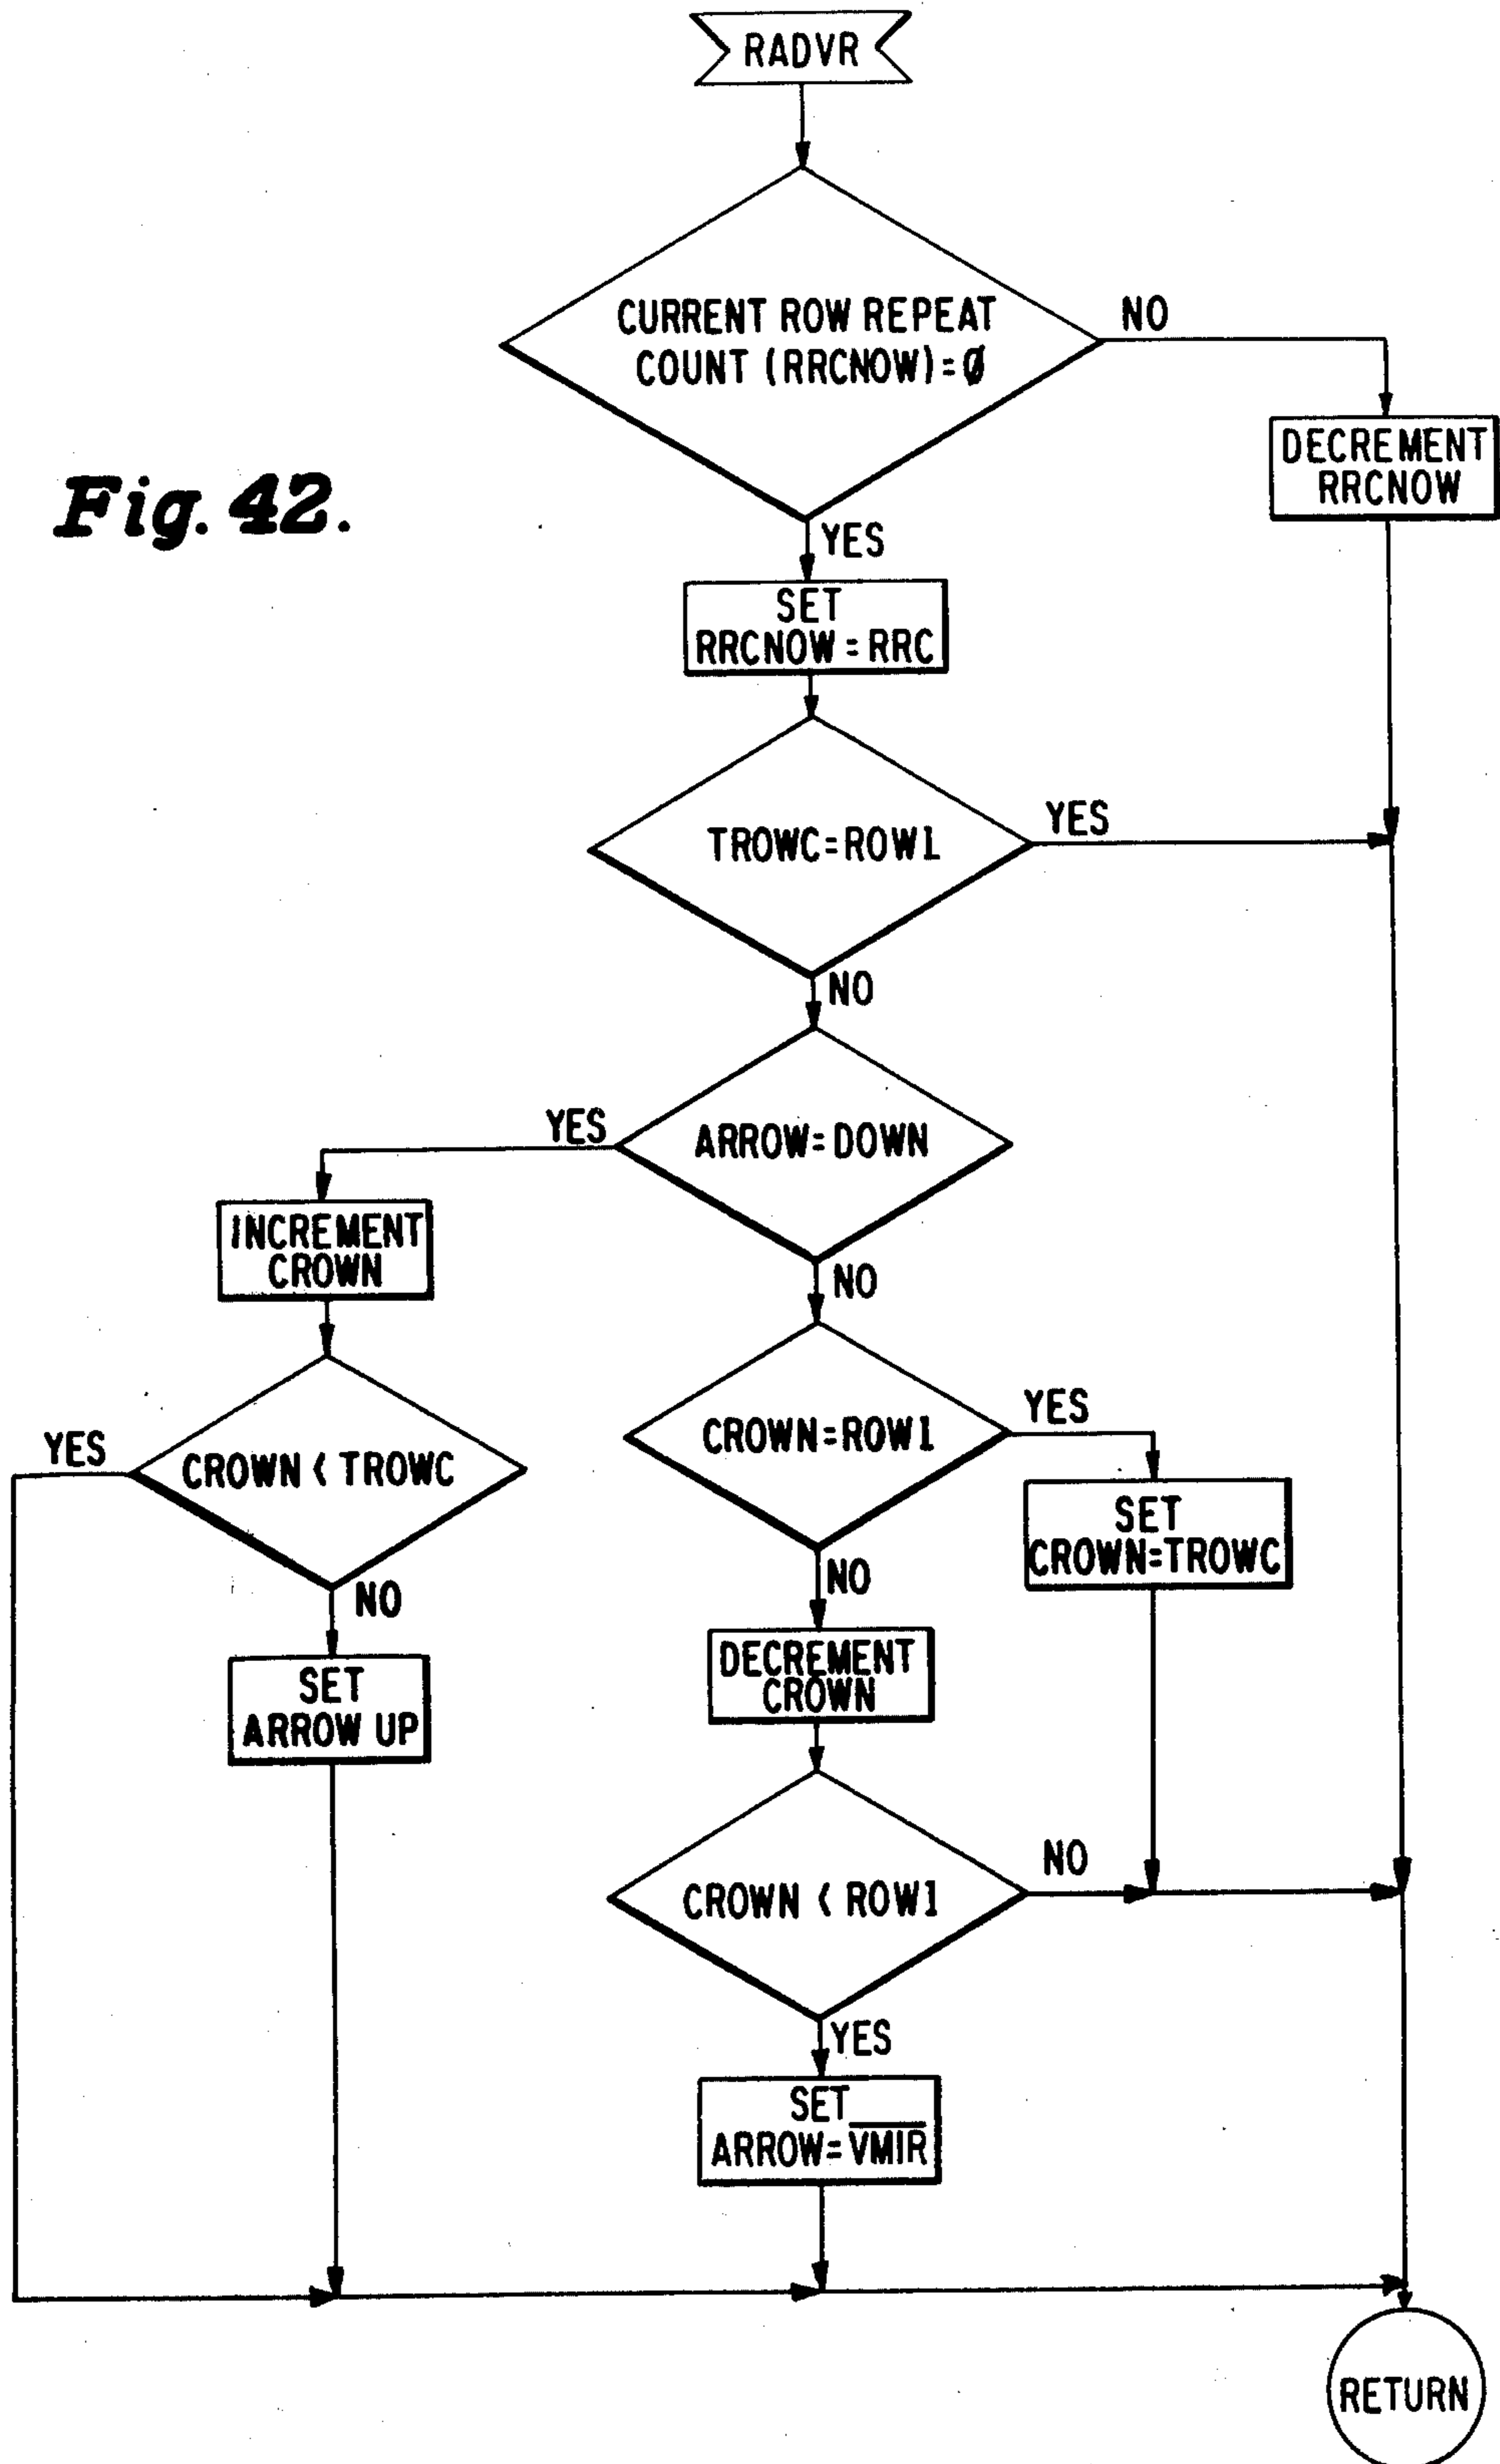 RADVR
CURRENT ROW REPEAT
COUNT (RRCNOW)=Ø
NO
DECREMENT
RRCNOW
Fig. 42.
YES
SET
RRCNOW = RRC
TROWC=ROW1
YES
NO
ARROW=DOWN
YES
INCREMENT
CROWN
NO
CROWN=ROW1
YES
YES
CROWN < TROWC
SET
CROWN=TROWC
NO
NO
DECREMENT
CROWN
SET
ARROW UP
NO
CROWN < ROW1
YES
SET
ARROW=V̅M̅I̅R̅
RETURN